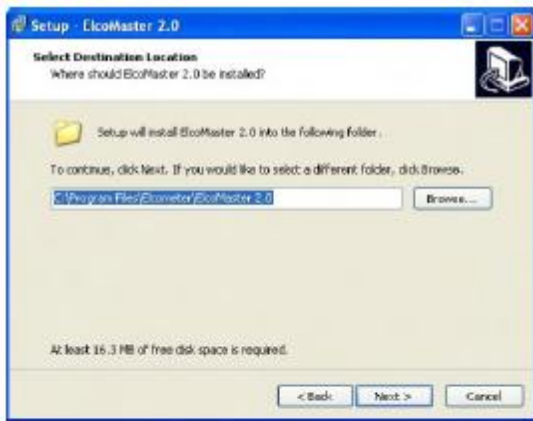 Setup - ElcoMaster 2.0
Select Destination Location
Where should ElcoMaster 2.0 be installed?
Setup will install ElcoMaster 2.0 into the following folder.
To continue, click Next. If you would like to select a different folder, click Browse.
C:\Program Files\Elcometer\ElcoMaster 2.0
Browse...
At least 16.3 MB of free disk space is required.
< Back
Next >
Cancel